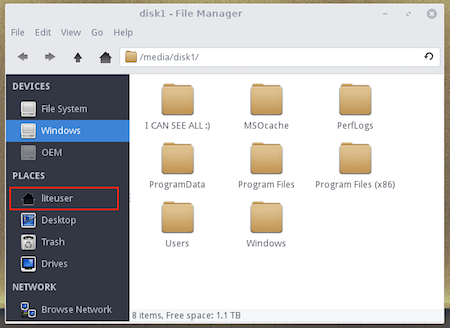 disk1 - File Manager
File Edit View Go Help
/media/disk1/
DEVICES
File System
Windows
OEM
PLACES
liteuser
Desktop
Trash
Drives
NETWORK
Browse Network
I CAN SEE ALL :)
MSOcache
PerfLogs
ProgramData
Program Files
Program Files (x86)
Users
Windows
8 items, Free space: 1.1 TB